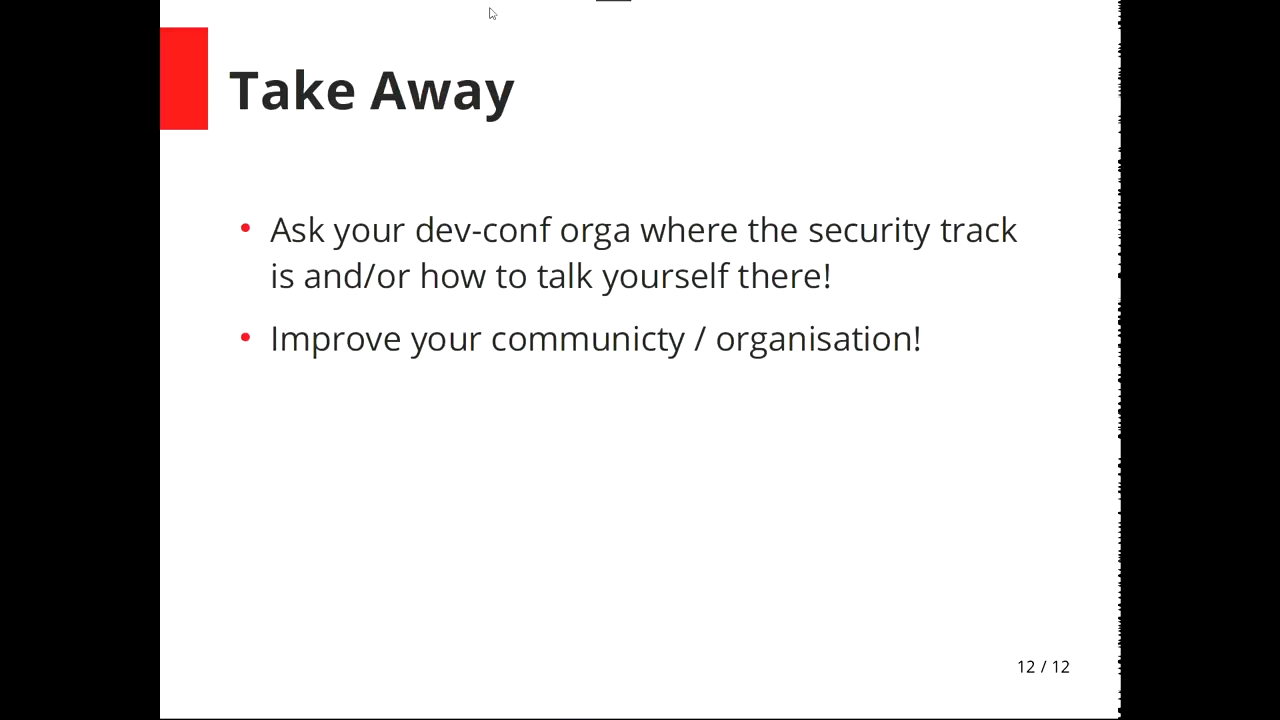 Take Away
• Ask your dev-conf orga where the security track
is and/or how to talk yourself there!
• Improve your communicty / organisation!
12 / 12